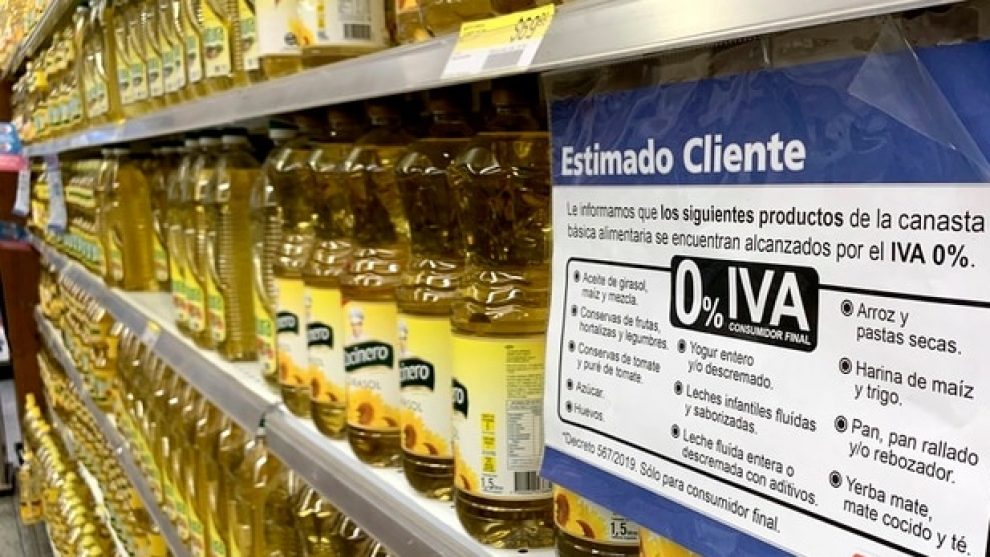 Estimado Cliente
Le informamos que los siguientes productos de la canasta
básica alimentaria se encuentran alcanzados por el IVA 0%.
0% IVA
CONSUMIDOR FINAL
Aceite de girasol,
maíz y mezcla.
Conservas de frutas,
hortalizas y legumbres.
Conservas de tomate
y puré de tomate.
Azúcar.
Huevos.
Yogur entero
y/o descremado.
Leches infantiles fluidas
y saborizadas.
Leche fluida entera o
descremada con aditivos.
Arroz y
pastas secas.
Harina de maíz
y trigo.
Pan, pan rallado
y/o rebozador.
Yerba mate,
mate cocido y té.
*Decreto 567/2019. Sólo para consumidor final.
1,5
1,5